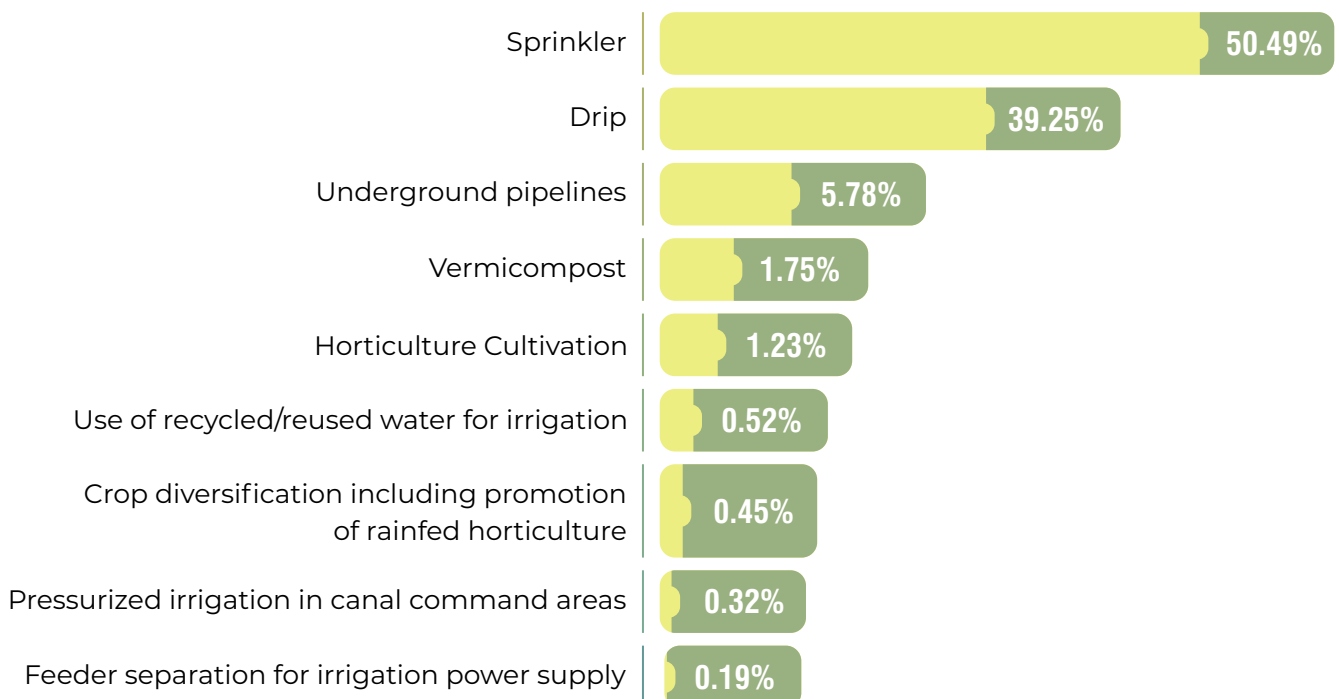 Sprinkler 50.49%
Drip 39.25%
Underground pipelines 5.78%
Vermicompost 1.75%
Horticulture Cultivation 1.23%
Use of recycled/reused water for irrigation 0.52%
Crop diversification including promotion
of rainfed horticulture 0.45%
Pressurized irrigation in canal command areas 0.32%
Feeder separation for irrigation power supply 0.19%